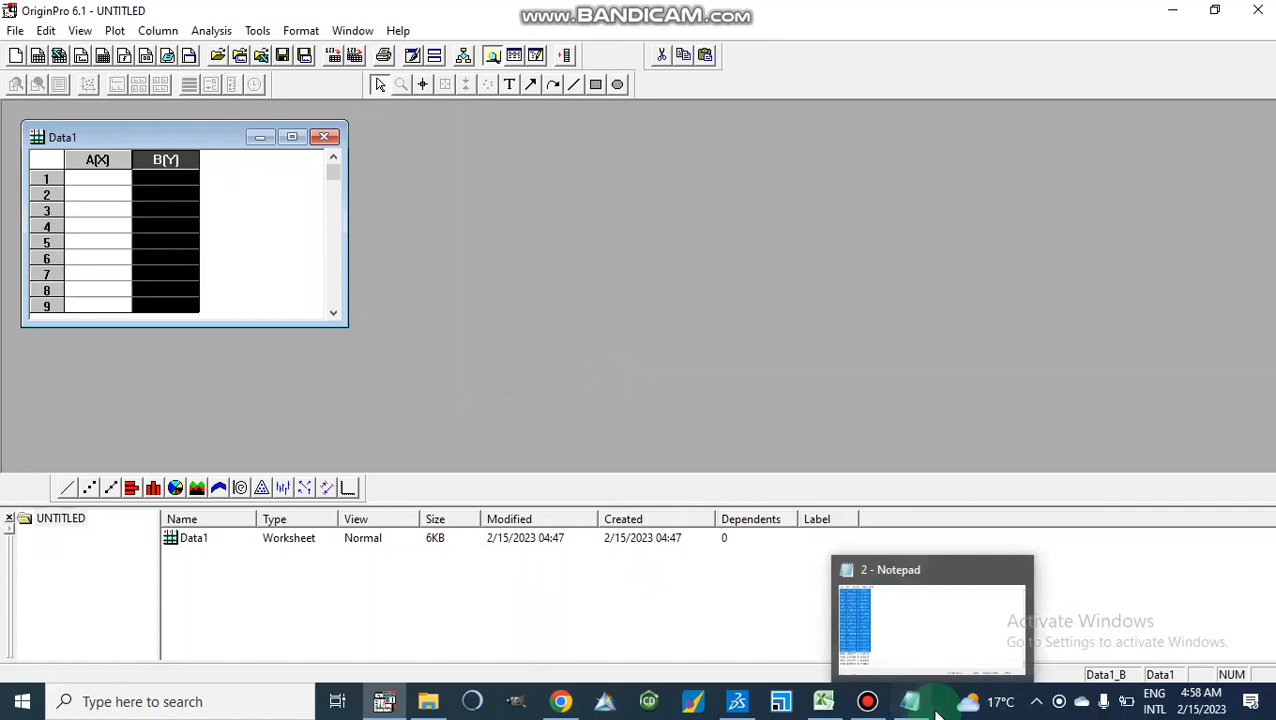 OriginPro 6.1 - UNTITLED
www.BANDICAM.com
File Edit View Plot Column Analysis Tools Format Window Help
Data1
A(X) B(Y)
1
2
3
4
5
6
7
8
9
UNTITLED
Name Type View Size Modified Created Dependents Label
Data1 Worksheet Normal 6KB 2/15/2023 04:47 2/15/2023 04:47 0
2 - Notepad
Activate Windows
Go to Settings to activate Windows.
Data1_B Data1 NUM
Type here to search
17°C
ENG
INTL
4:58 AM
2/15/2023